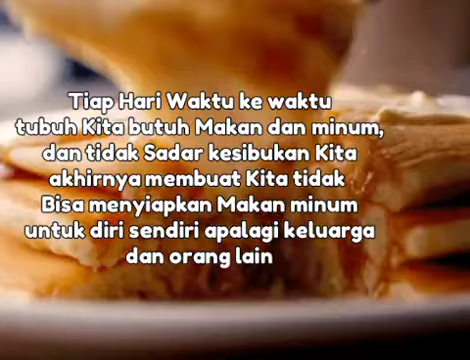 Tiap Hari Waktu ke waktu
tubuh Kita butuh Makan dan minum,
dan tidak Sadar kesibukan Kita
akhirnya membuat Kita tidak
Bisa menyiapkan Makan minum
untuk diri sendiri apalagi keluarga
dan orang lain